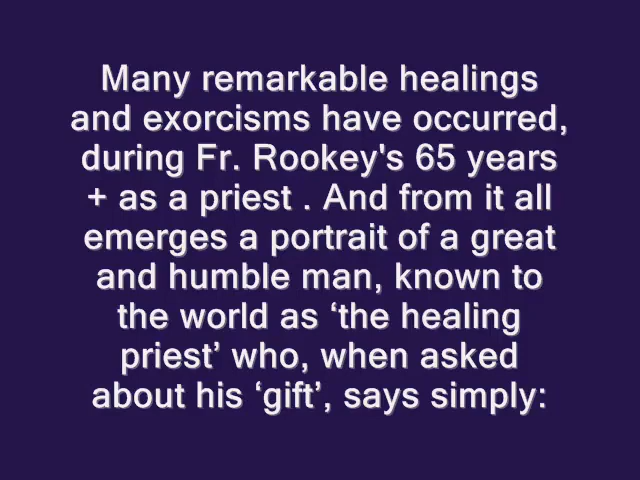 Many remarkable healings
and exorcisms have occurred,
during Fr. Rookey's 65 years
+ as a priest . And from it all
emerges a portrait of a great
and humble man, known to
the world as ‘the healing
priest’ who, when asked
about his ‘gift’, says simply: